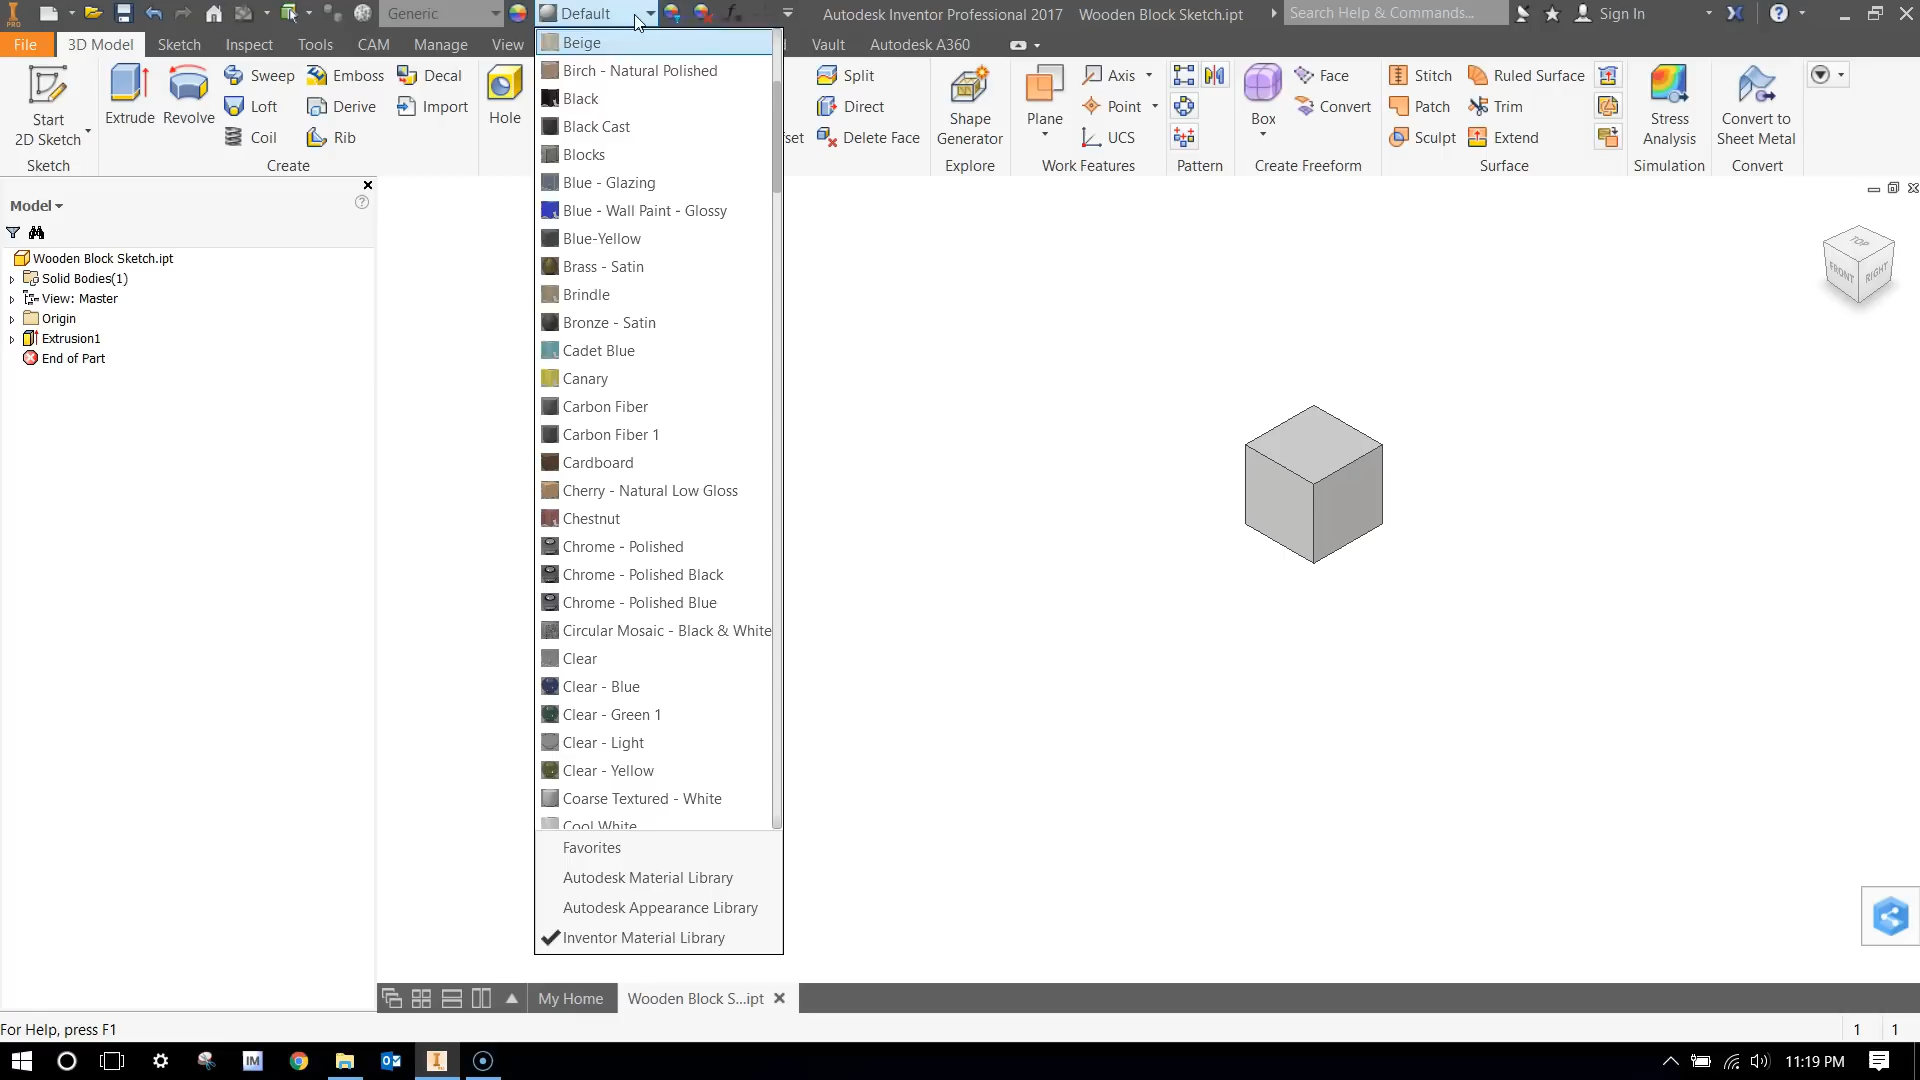 PRO Generic Default Autodesk Inventor Professional 2017 Wooden Block Sketch.ipt Search Help & Commands... Sign In
File 3D Model Sketch Inspect Tools CAM Manage View Vault Autodesk A360
Start 2D Sketch
Sketch
Extrude Revolve Sweep Loft Coil Emboss Derive Rib Decal Import
Create
Hole
Split Direct Delete Face
Shape Generator
Explore
Plane Axis Point UCS
Work Features
Pattern
Box Face Convert
Create Freeform
Stitch Patch Sculpt Ruled Surface Trim Extend
Surface
Stress Analysis
Simulation
Convert to Sheet Metal
Convert
Model
Wooden Block Sketch.ipt
Solid Bodies(1)
View: Master
Origin
Extrusion1
End of Part
Beige
Birch - Natural Polished
Black
Black Cast
Blocks
Blue - Glazing
Blue - Wall Paint - Glossy
Blue-Yellow
Brass - Satin
Brindle
Bronze - Satin
Cadet Blue
Canary
Carbon Fiber
Carbon Fiber 1
Cardboard
Cherry - Natural Low Gloss
Chestnut
Chrome - Polished
Chrome - Polished Black
Chrome - Polished Blue
Circular Mosaic - Black & White
Clear
Clear - Blue
Clear - Green 1
Clear - Light
Clear - Yellow
Coarse Textured - White
Cool White
Favorites
Autodesk Material Library
Autodesk Appearance Library
Inventor Material Library
TOP
FRONT RIGHT
My Home Wooden Block S...ipt
For Help, press F1 1 1
IM 11:19 PM